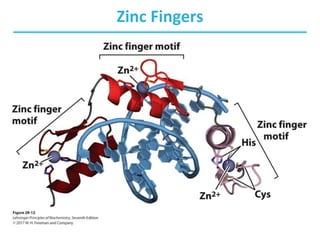 Zinc Fingers
Zinc finger motif
Zn2+
Zinc finger
motif
Zn2+
Zinc finger
motif
His
Zn2+
Cys
Figure 28-12
Lehninger Principles of Biochemistry, Seventh Edition
© 2017 W. H. Freeman and Company